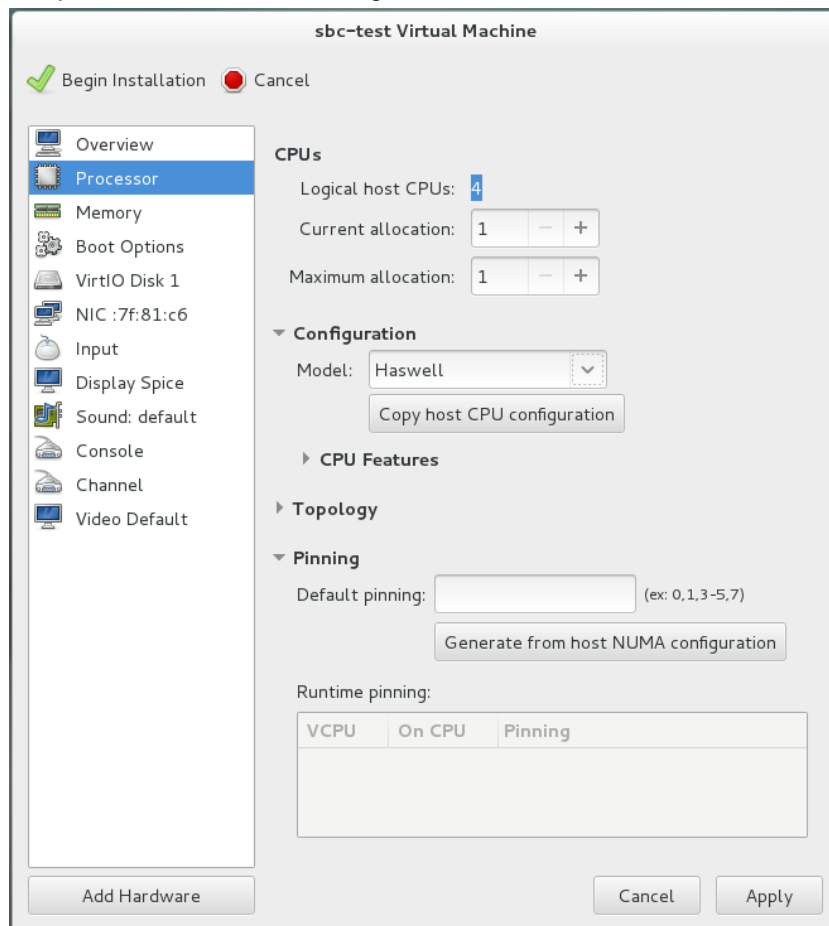 sbc-test Virtual Machine
Begin Installation Cancel
Overview
Processor
Memory
Boot Options
VirtIO Disk 1
NIC :7f:81:c6
Input
Display Spice
Sound: default
Console
Channel
Video Default
Add Hardware
CPUs
Logical host CPUs: 4
Current allocation: 1 − +
Maximum allocation: 1 − +
Configuration
Model: Haswell
Copy host CPU configuration
CPU Features
Topology
Pinning
Default pinning: (ex: 0,1,3-5,7)
Generate from host NUMA configuration
Runtime pinning:
VCPU On CPU Pinning
Cancel Apply